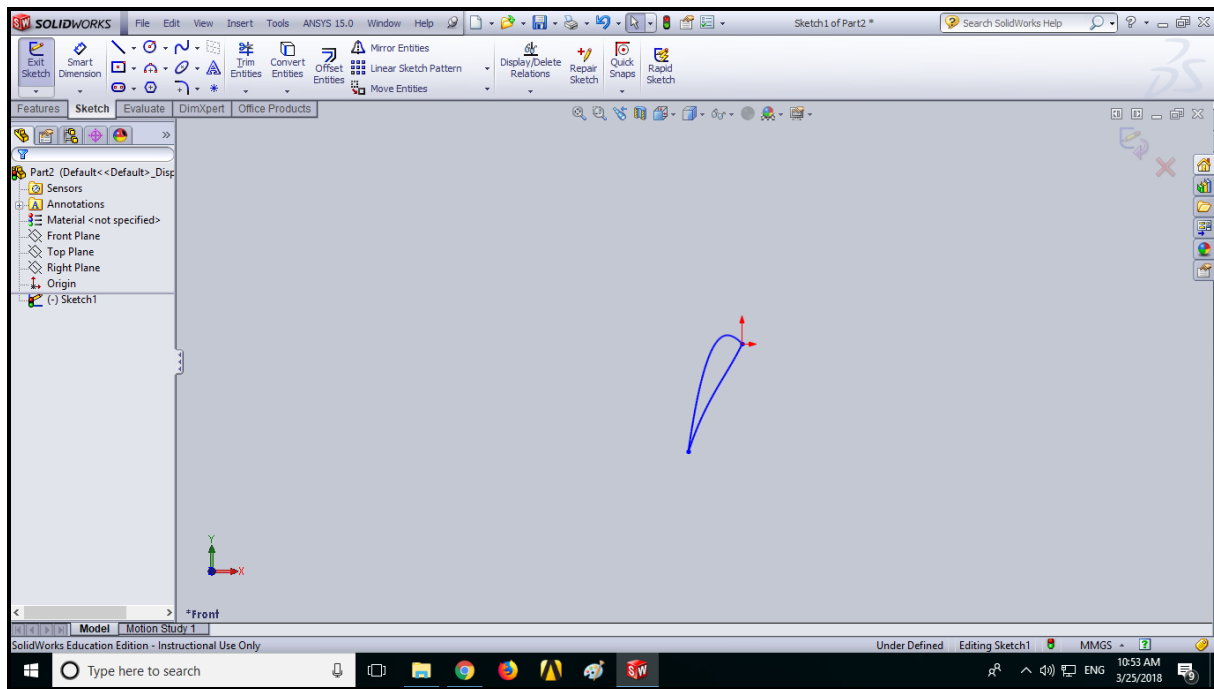 SOLIDWORKS File Edit View Insert Tools ANSYS 15.0 Window Help Sketch1 of Part2 * Search SolidWorks Help
Exit Sketch
Smart Dimension
Trim Entities
Convert Entities
Offset Entities
Mirror Entities
Linear Sketch Pattern
Move Entities
Display/Delete Relations
Repair Sketch
Quick Snaps
Rapid Sketch
Features Sketch Evaluate DimXpert Office Products
Part2 (Default<<Default>_Disp
Sensors
Annotations
Material <not specified>
Front Plane
Top Plane
Right Plane
Origin
(-) Sketch1
Y
X
*Front
Model Motion Study 1
SolidWorks Education Edition - Instructional Use Only Under Defined Editing Sketch1 MMGS
Type here to search ENG 10:53 AM
3/25/2018